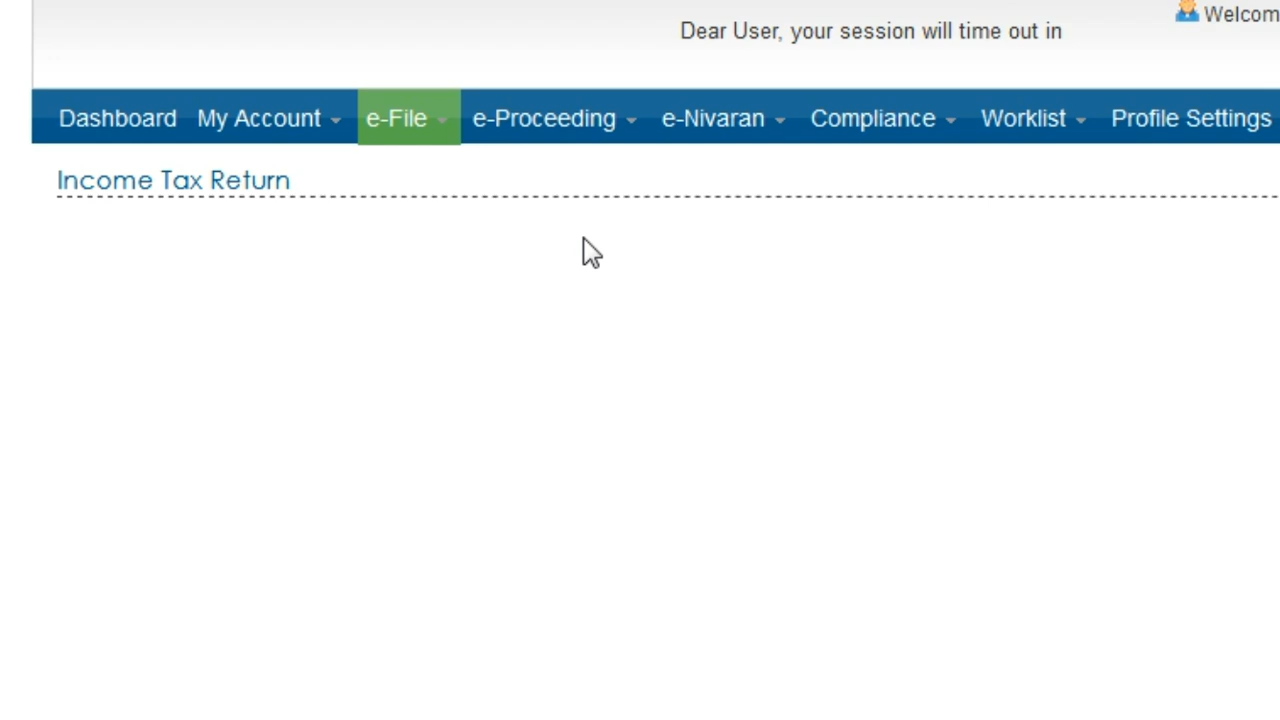 Dear User, your session will time out in
Welcom
Dashboard My Account e-File e-Proceeding e-Nivaran Compliance Worklist Profile Settings
Income Tax Return